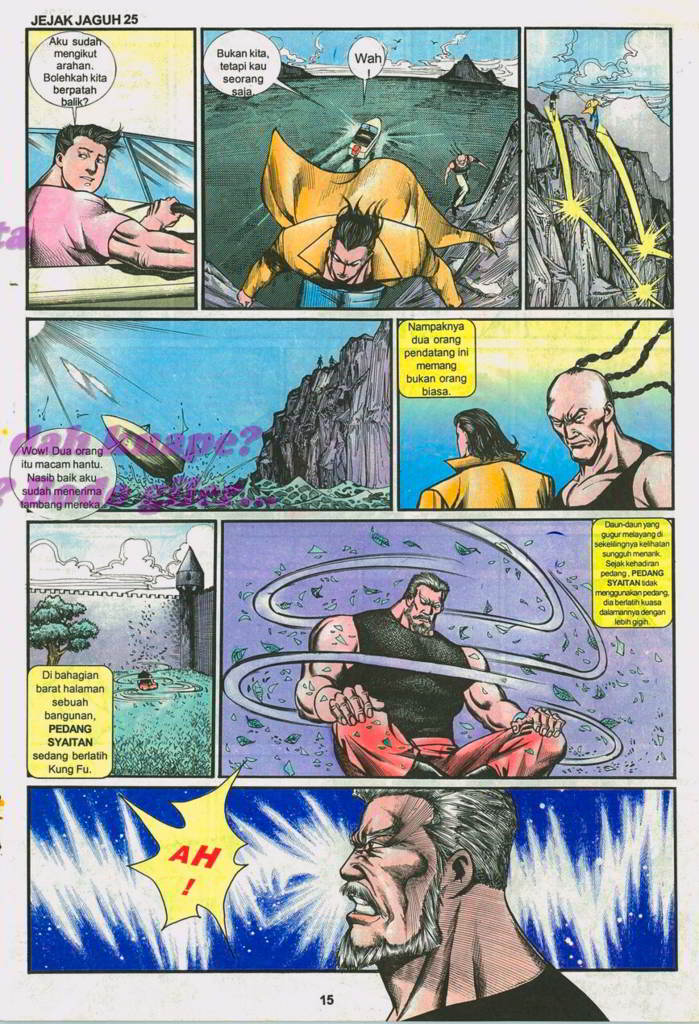 JEJAK JAGUH 25
Aku sudah
mengikut
arahan.
Bolehkah kita
berpatah
balik?
Bukan kita,
tetapi kau
seorang
saja.
Wah
!
Wow! Dua orang
itu macam hantu.
Nasib baik aku
sudah menerima
tambang mereka.
Nampaknya
dua orang
pendatang ini
memang
bukan orang
biasa.
Di bahagian
barat halaman
sebuah
bangunan,
PEDANG
SYAITAN
sedang berlatih
Kung Fu.
Daun-daun yang
gugur melayang di
sekelilingnya kelihatan
sungguh menarik.
Sejak kehadiran
pedang, PEDANG
SYAITAN tidak
menggunakan pedang,
dia berlatih kuasa
dalamannya dengan
lebih gigih.
AH
!
15